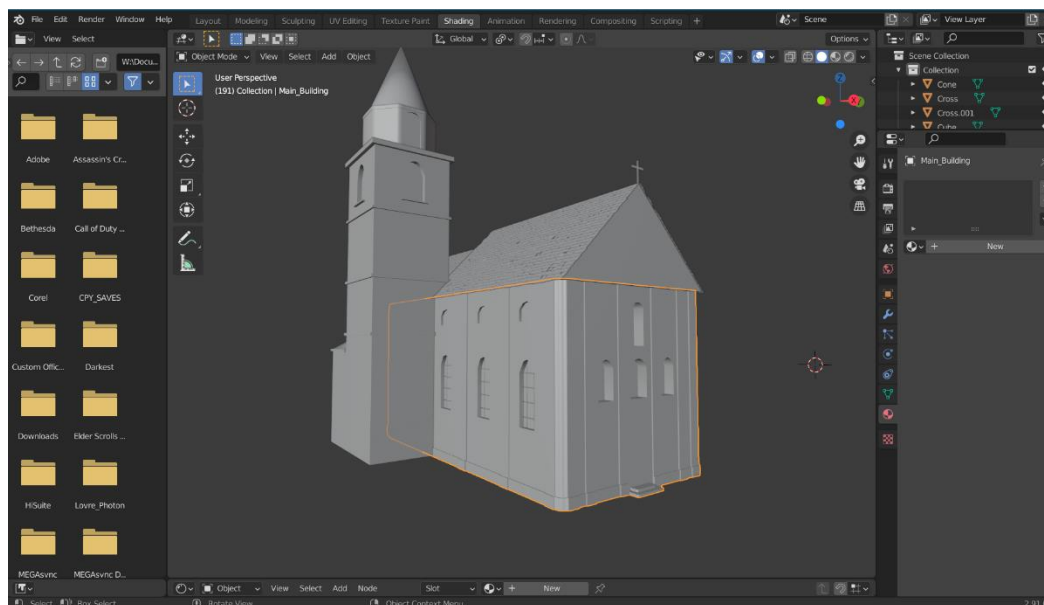 File Edit Render Window Help Layout Modeling Sculpting UV Editing Texture Paint Shading Animation Rendering Compositing Scripting + Scene View Layer
View Select Global Options
Object Mode View Select Add Object
W:\Docu...
User Perspective
(191) Collection | Main_Building
Z
X
Scene Collection
Collection
Cone
Cross
Cross.001
Cube
Main_Building
+ New
Adobe Assassin's Cr...
Bethesda Call of Duty ...
Corel CPY_SAVES
Custom Offic... Darkest
Downloads Elder Scrolls ...
HiSuite Lovre_Photon
MEGAsync MEGAsync D...
Object View Select Add Node Slot + New
Select Box Select Rotate View Object Context Menu 2.91